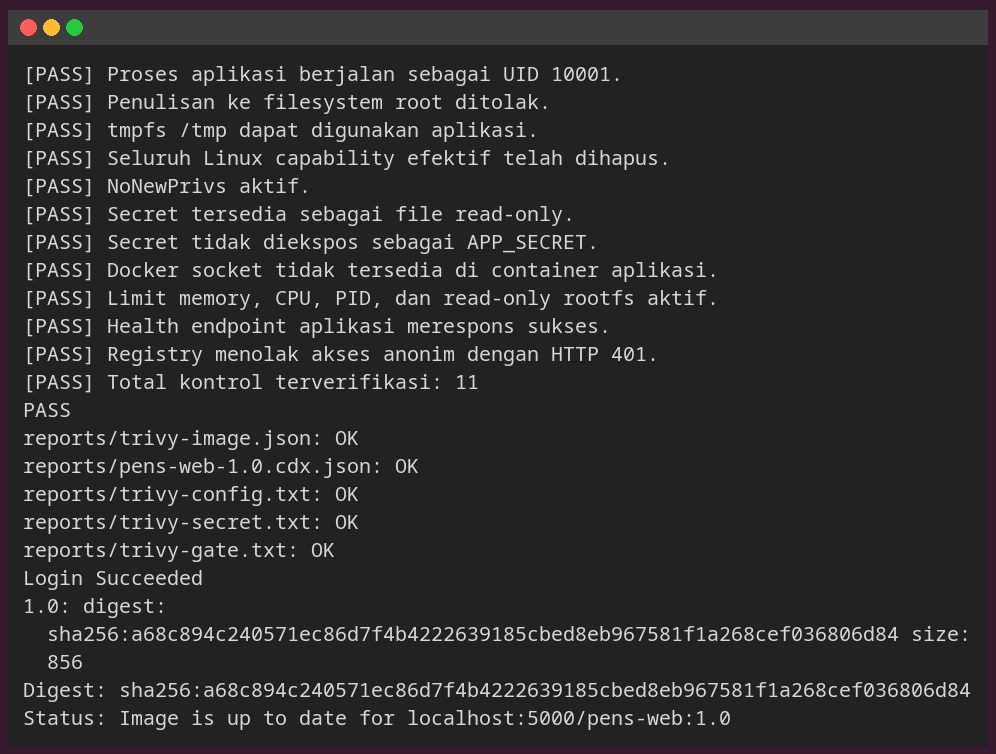 [PASS] Proses aplikasi berjalan sebagai UID 10001.
[PASS] Penulisan ke filesystem root ditolak.
[PASS] tmpfs /tmp dapat digunakan aplikasi.
[PASS] Seluruh Linux capability efektif telah dihapus.
[PASS] NoNewPrivs aktif.
[PASS] Secret tersedia sebagai file read-only.
[PASS] Secret tidak diekspos sebagai APP_SECRET.
[PASS] Docker socket tidak tersedia di container aplikasi.
[PASS] Limit memory, CPU, PID, dan read-only rootfs aktif.
[PASS] Health endpoint aplikasi merespons sukses.
[PASS] Registry menolak akses anonim dengan HTTP 401.
[PASS] Total kontrol terverifikasi: 11
PASS
reports/trivy-image.json: OK
reports/pens-web-1.0.cdx.json: OK
reports/trivy-config.txt: OK
reports/trivy-secret.txt: OK
reports/trivy-gate.txt: OK
Login Succeeded
1.0: digest:
sha256:a68c894c240571ec86d7f4b4222639185cbed8eb967581f1a268cef036806d84 size:
856
Digest: sha256:a68c894c240571ec86d7f4b4222639185cbed8eb967581f1a268cef036806d84
Status: Image is up to date for localhost:5000/pens-web:1.0